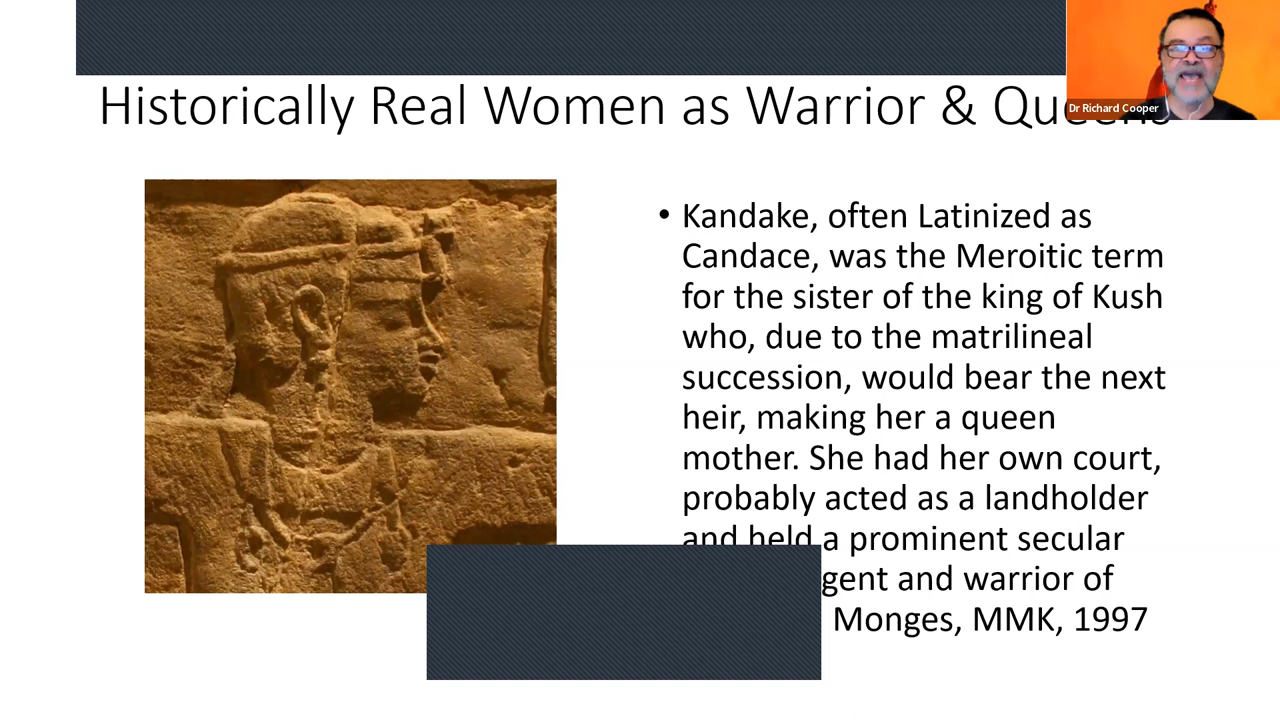 Historically Real Women as Warrior & Queens
Dr Richard Cooper
• Kandake, often Latinized as
Candace, was the Meroitic term
for the sister of the king of Kush
who, due to the matrilineal
succession, would bear the next
heir, making her a queen
mother. She had her own court,
probably acted as a landholder
and held a prominent secular
gent and warrior of
Monges, MMK, 1997